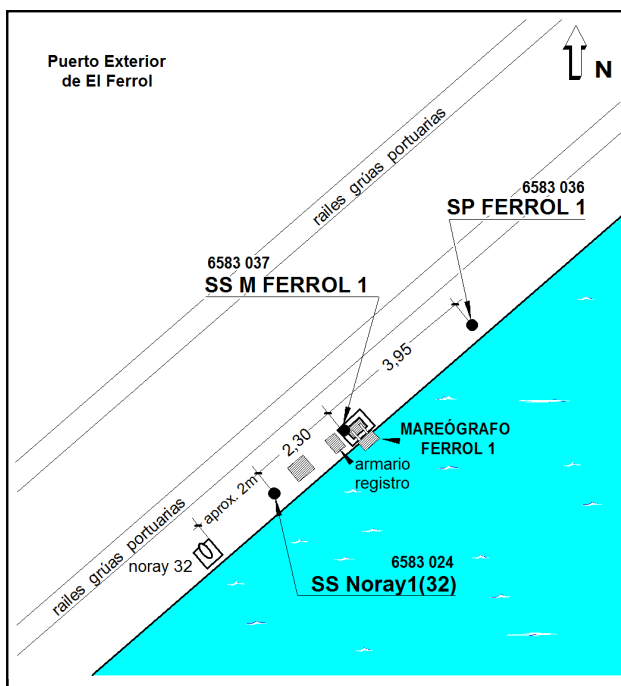 Puerto Exterior
de El Ferrol
N
railes grúas portuarias
6583 036
SP FERROL 1
6583 037
SS M FERROL 1
3,95
MAREÓGRAFO
FERROL 1
2,30
armario
registro
aprox. 2m
noray 32
railes grúas portuarias
6583 024
SS Noray1(32)